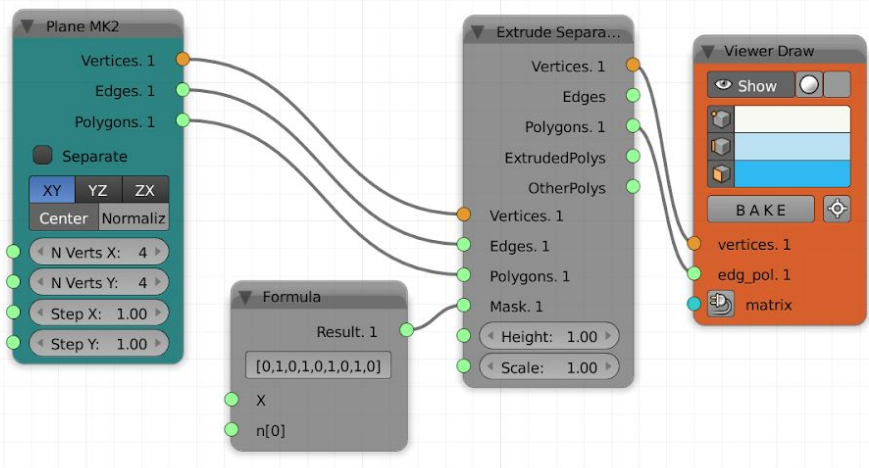 Plane MK2
Vertices. 1
Edges. 1
Polygons. 1
Separate
XY YZ ZX
Center Normaliz
N Verts X: 4
N Verts Y: 4
Step X: 1.00
Step Y: 1.00
Formula
Result. 1
[0,1,0,1,0,1,0,1,0]
X
n[0]
Extrude Separa...
Vertices. 1
Edges
Polygons. 1
ExtrudedPolys
OtherPolys
Vertices. 1
Edges. 1
Polygons. 1
Mask. 1
Height: 1.00
Scale: 1.00
Viewer Draw
Show
BAKE
vertices. 1
edg_pol. 1
matrix